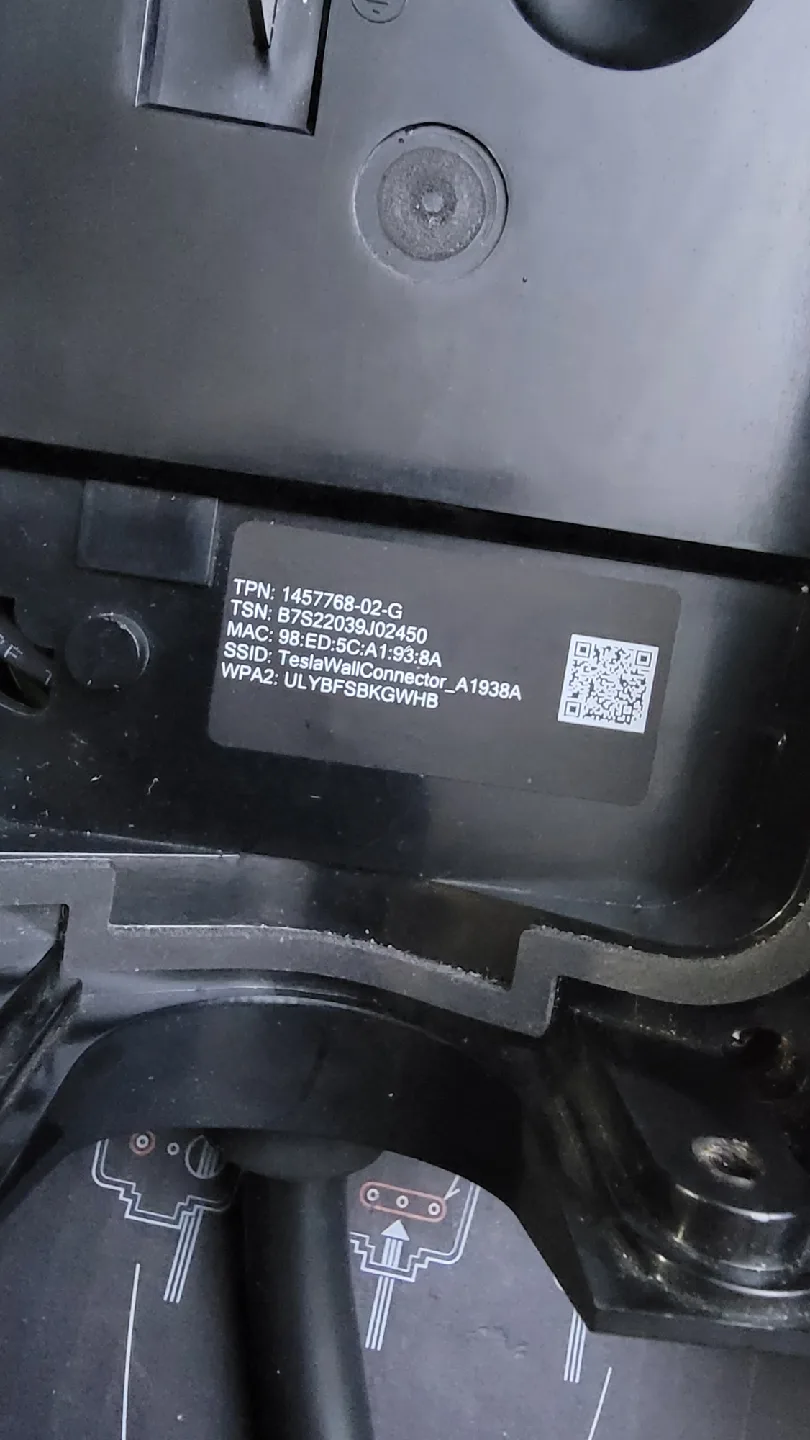 TPN: 1457768-02-G
TSN: B7S22039J02450
MAC: 98:ED:5C:A1:93:8A
SSID: TeslaWallConnector_A1938A
WPA2: ULYBFSBKGWHB